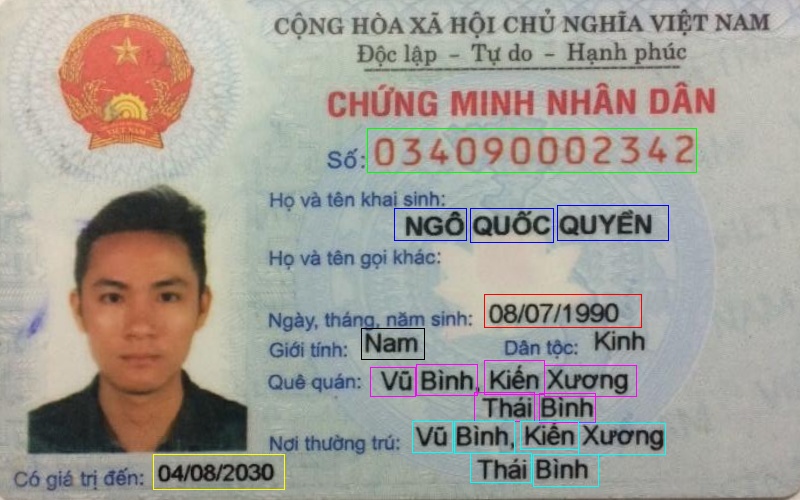 CỘNG HÒA XÃ HỘI CHỦ NGHĨA VIỆT NAM
Độc lập - Tự do - Hạnh phúc
CHỨNG MINH NHÂN DÂN
VIỆT NAM
Số: 034090002342
Họ và tên khai sinh:
NGÔ QUỐC QUYỀN
Họ và tên gọi khác:
Ngày, tháng, năm sinh: 08/07/1990
Giới tính: Nam Dân tộc: Kinh
Quê quán: Vũ Bình, Kiến Xương
Thái Bình
Nơi thường trú: Vũ Bình, Kiến Xương
Thái Bình
Có giá trị đến: 04/08/2030